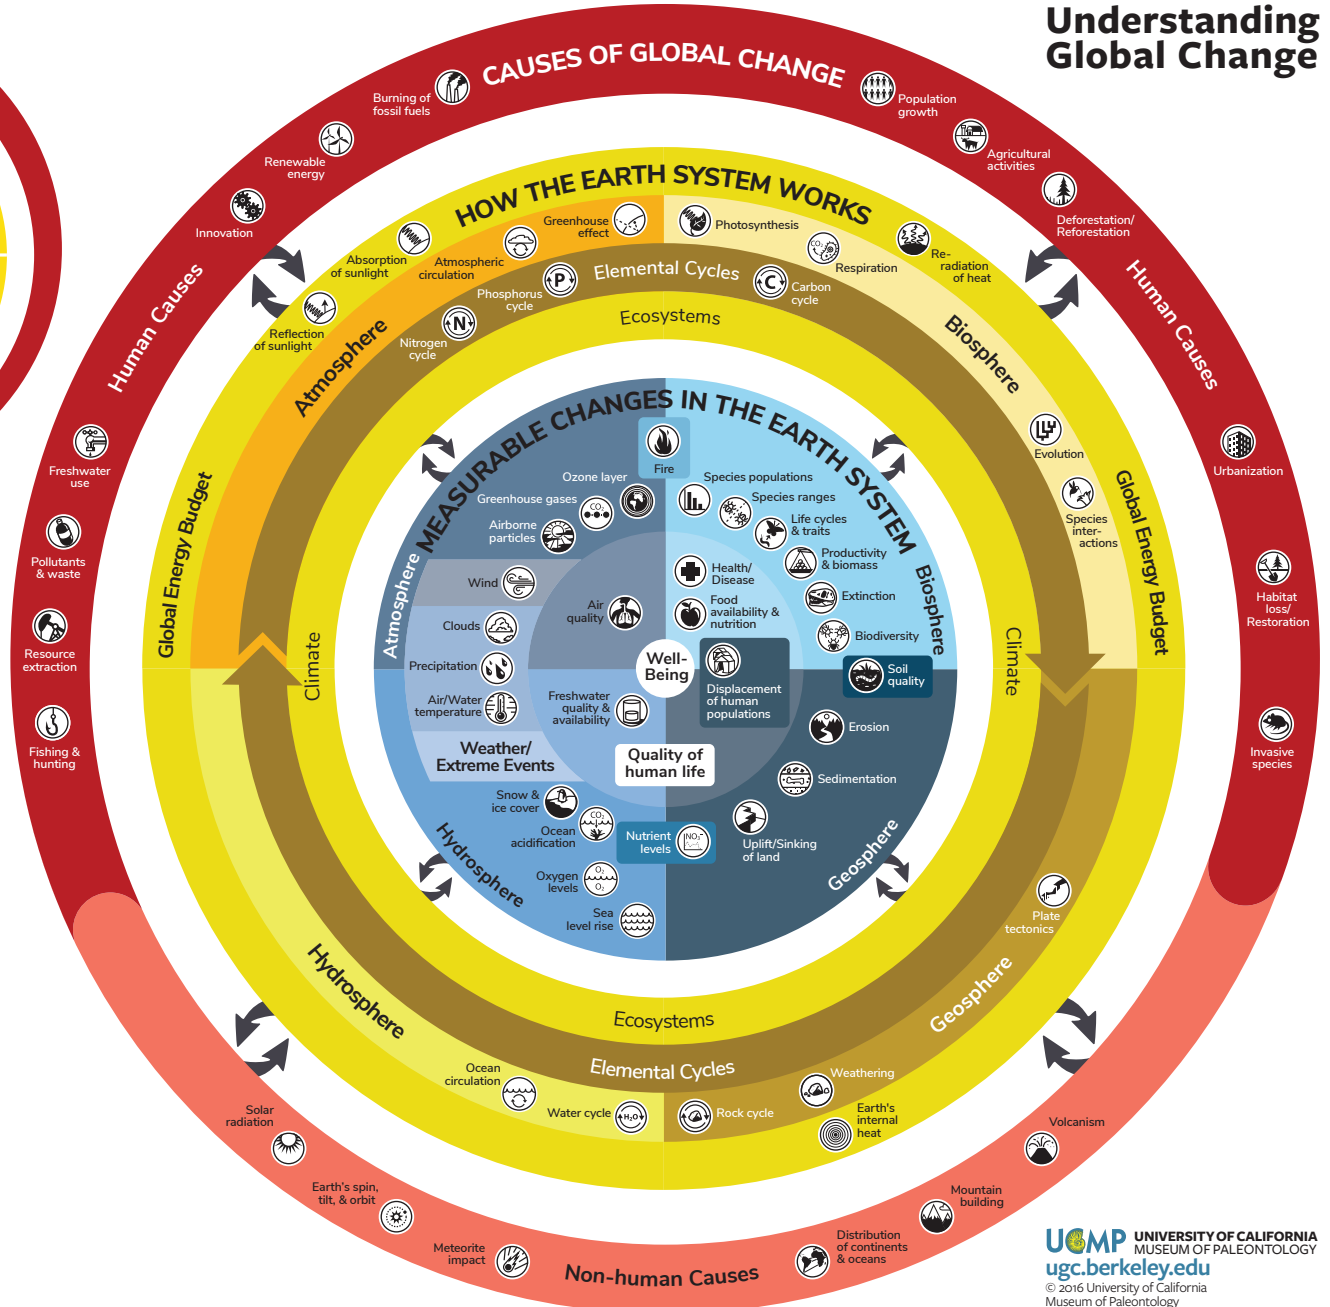 Understanding
Global Change
CAUSES OF GLOBAL CHANGE
Burning of
fossil fuels
Renewable
energy
Innovation
Human Causes
Freshwater
use
Pollutants
& waste
Resource
extraction
Fishing &
hunting
Population
growth
Agricultural
activities
Deforestation/
Reforestation
Human Causes
Urbanization
Habitat
loss/
Restoration
Invasive
species
HOW THE EARTH SYSTEM WORKS
Greenhouse
effect
Atmospheric
circulation
Absorption
of sunlight
Reflection
of sunlight
Photosynthesis
Respiration
Re-
radiation
of heat
Atmosphere
Biosphere
Evolution
Species
inter-
actions
Global Energy Budget
Global Energy Budget
Elemental Cycles
Phosphorus
cycle
P
Nitrogen
cycle
N
Carbon
cycle
C
Ecosystems
Climate
Climate
MEASURABLE CHANGES IN THE EARTH SYSTEM
Atmosphere
Biosphere
Fire
Ozone layer
Greenhouse gases
CO₂
Airborne
particles
Wind
Clouds
Precipitation
Air/Water
temperature
Weather/
Extreme Events
Species populations
Species ranges
Life cycles
& traits
Productivity
& biomass
Extinction
Biodiversity
Health/
Disease
Food
availability &
nutrition
Air
quality
Well-
Being
Displacement
of human
populations
Freshwater
quality &
availability
Quality of
human life
Soil
quality
Erosion
Sedimentation
Uplift/Sinking
of land
Nutrient
levels
NO₃⁻
Snow &
ice cover
Ocean
acidification
CO₂
Oxygen
levels
O₂
O₂
Sea
level rise
Hydrosphere
Geosphere
Plate
tectonics
Hydrosphere
Geosphere
Ecosystems
Elemental Cycles
Ocean
circulation
Water cycle
H₂O
Rock cycle
Weathering
Earth's
internal
heat
CO₂
Solar
radiation
Earth's spin,
tilt, & orbit
Meteorite
impact
Non-human Causes
Distribution
of continents
& oceans
Mountain
building
Volcanism
UCMP UNIVERSITY OF CALIFORNIA
MUSEUM OF PALEONTOLOGY
ugc.berkeley.edu
© 2016 University of California
Museum of Paleontology